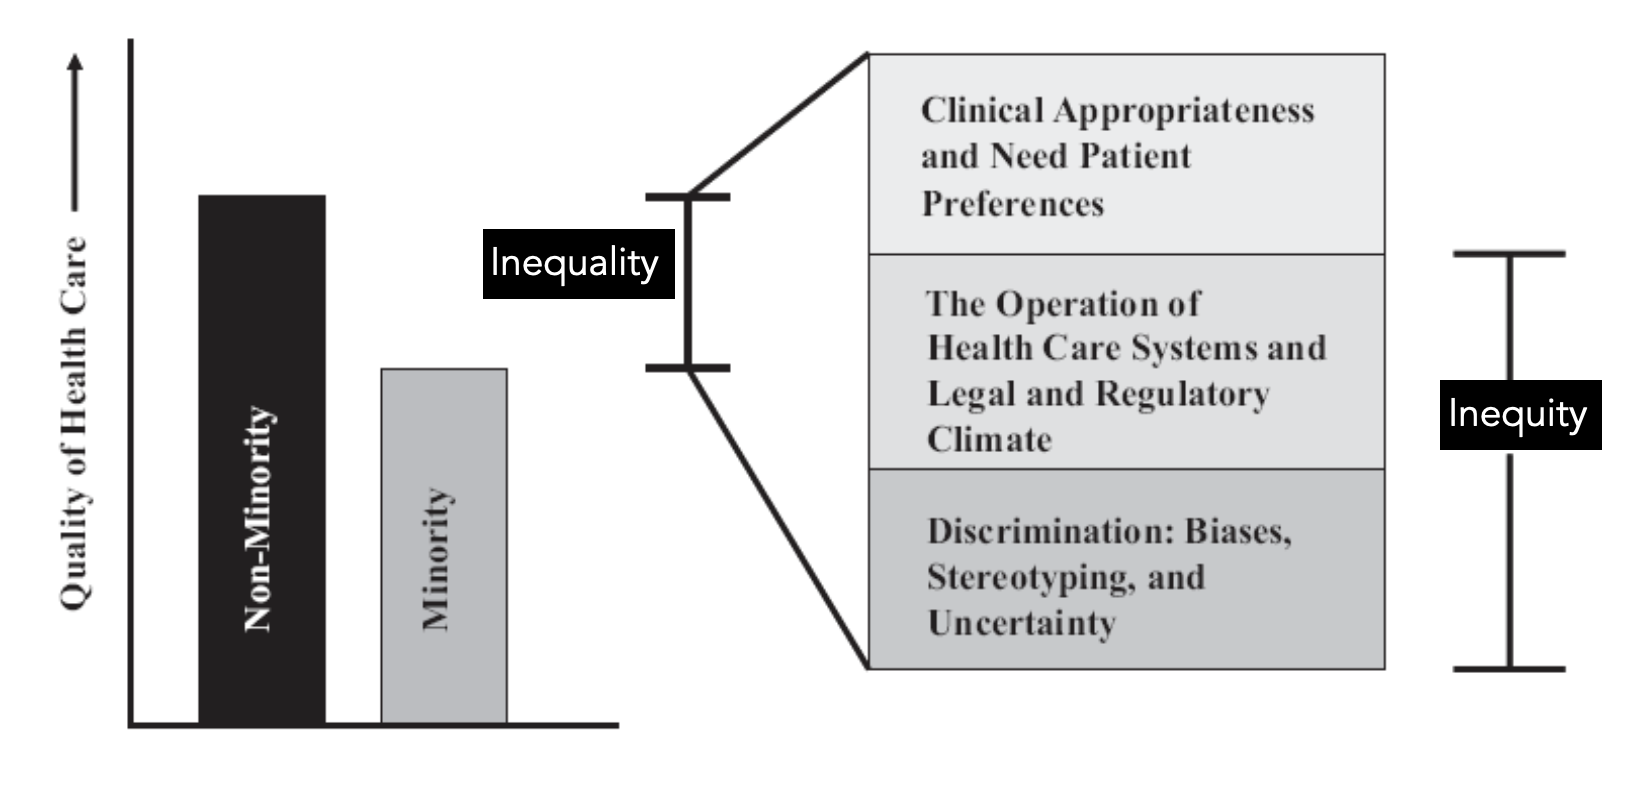 Quality of Health Care
Non-Minority
Minority
Inequality
Clinical Appropriateness
and Need Patient
Preferences
The Operation of
Health Care Systems and
Legal and Regulatory
Climate
Discrimination: Biases,
Stereotyping, and
Uncertainty
Inequity